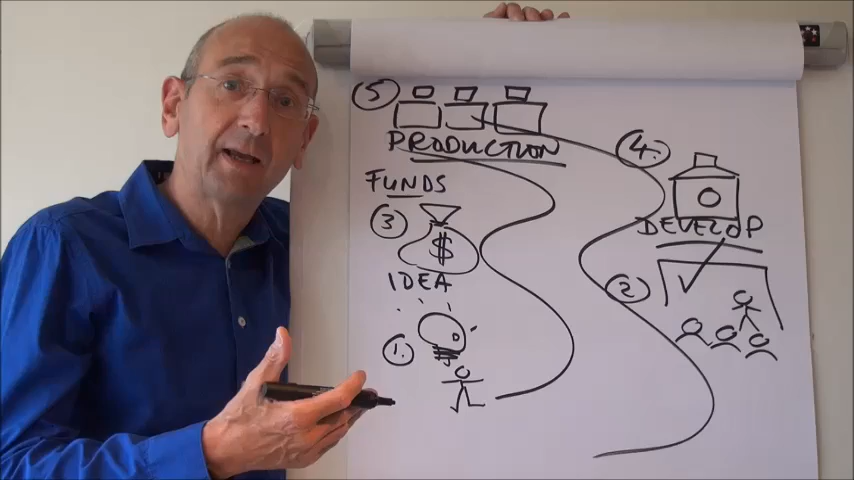 5
PRODUCTION
4.
FUNDS
3
$
DEVELOP
IDEA
2
1.